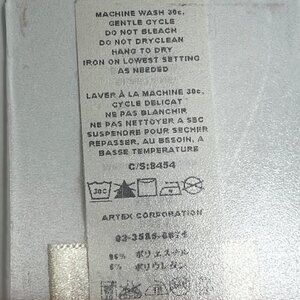 MACHINE WASH 30c.
GENTLE CYCLE
DO NOT BLEACH
DO NOT DRYCLEAN
HANG TO DRY
IRON ON LOWEST SETTING
AS NEEDED
LAVER À LA MACHINE 30c.
CYCLE DELICAT
NE PAS BLANCHIR
NE PAS NETTOYER A SEC
SUSPENDRE POUR SECHER
REPASSER, AU BESOIN, A
BASSE TEMPERATURE
C/S:8454
30C
ARTEX CORPORATION
ポリエステル
ポリウレタン